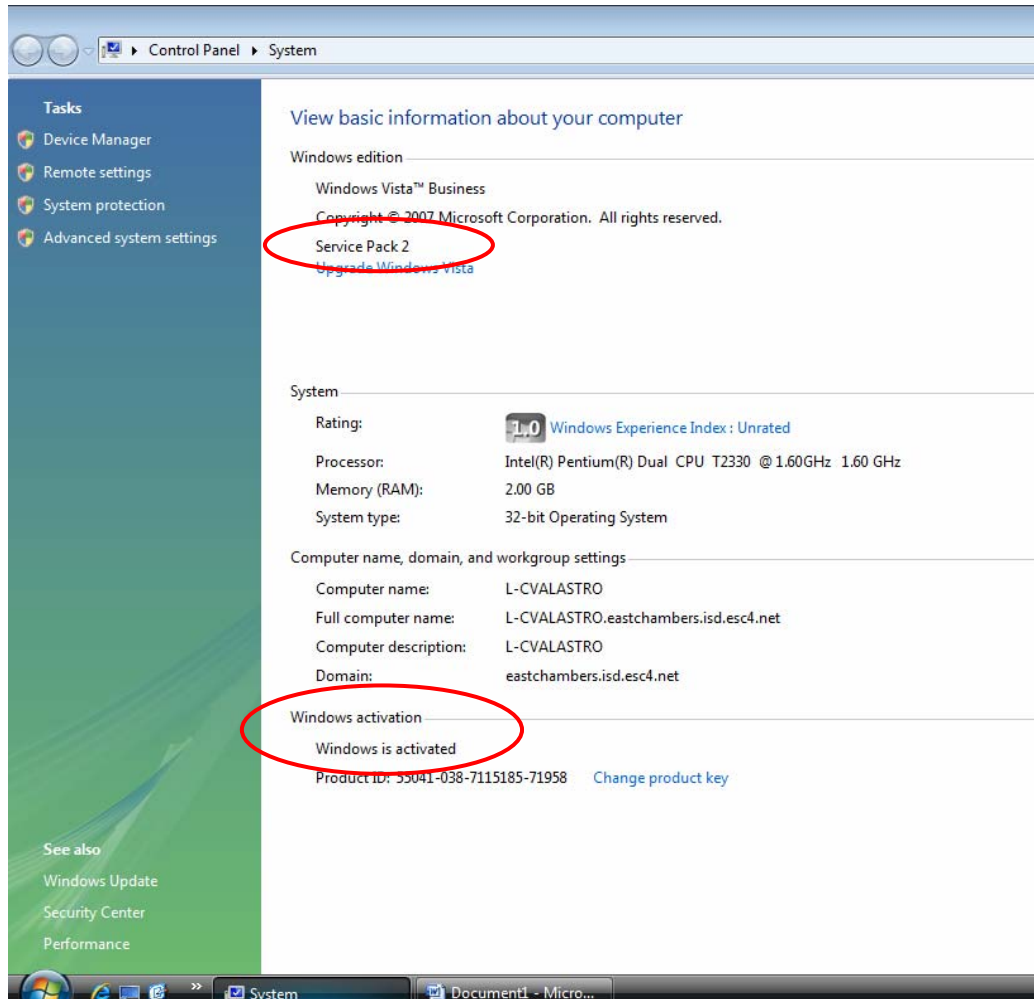 Control Panel System
Tasks
Device Manager
Remote settings
System protection
Advanced system settings
See also
Windows Update
Security Center
Performance
View basic information about your computer
Windows edition
Windows Vista™ Business
Copyright © 2007 Microsoft Corporation. All rights reserved.
Service Pack 2
Upgrade Windows Vista
System
Rating: 1,0 Windows Experience Index : Unrated
Processor: Intel(R) Pentium(R) Dual CPU T2330 @ 1.60GHz 1.60 GHz
Memory (RAM): 2.00 GB
System type: 32-bit Operating System
Computer name, domain, and workgroup settings
Computer name: L-CVALASTRO
Full computer name: L-CVALASTRO.eastchambers.isd.esc4.net
Computer description: L-CVALASTRO
Domain: eastchambers.isd.esc4.net
Windows activation
Windows is activated
Product ID: 55041-038-7115185-71958 Change product key
» System Document1 - Micro...